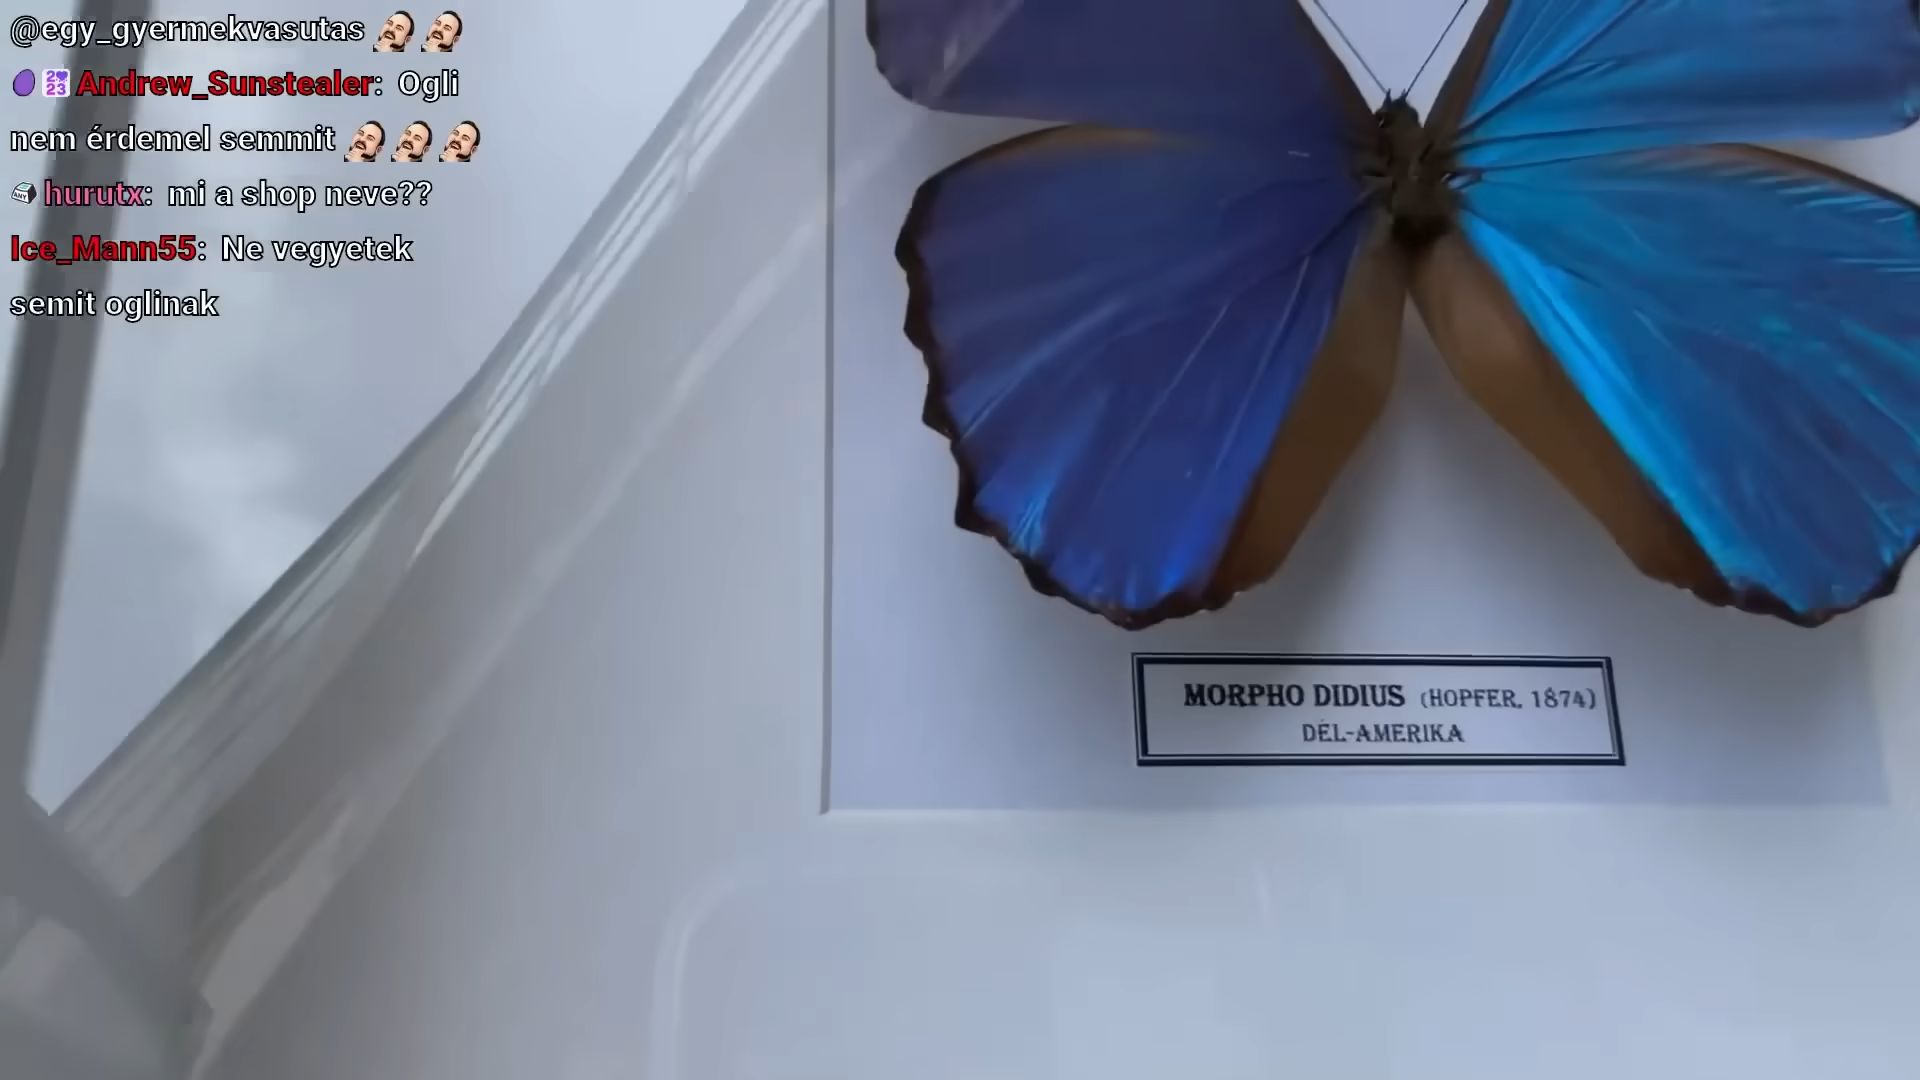 @egy_gyermekvasutas
Andrew_Sunstealer: Ogli
nem érdemel semmit
hurutx: mi a shop neve??
Ice_Mann55: Ne vegyetek
semit oglinak
MORPHO DIDIUS (HOPFER, 1874)
DÉL-AMERIKA